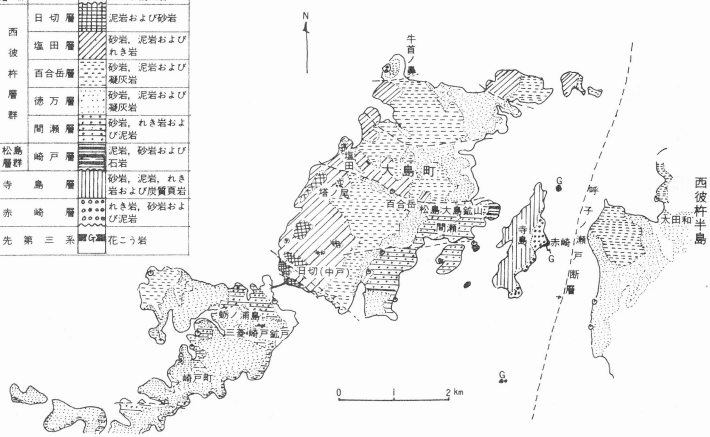 日切層 泥岩および砂岩
西彼杵層群
塩田層 砂岩，泥岩および
れき岩
百合岳層 砂岩，泥岩および
凝灰岩
徳万層 砂岩，泥岩および
凝灰岩
間瀬層 砂岩，れき岩およ
び泥岩
松島
層群
崎戸層 泥岩，砂岩および
石岩
寺島層 砂岩，泥岩，れき
岩および炭質頁岩
赤崎層 れき岩，砂岩およ
び泥岩
先第三系 G 花こう岩
N
牛首ノ鼻
塩田
大島町
塔ノ尾
百合岳
松島大島鉱山
間瀬
日切(中戸)
寺島
赤崎
G
G
呼子ノ瀬戸断層
太田和
西彼杵半島
蛎ノ浦島
三菱崎戸鉱
崎戸町
G
0 1 2 km